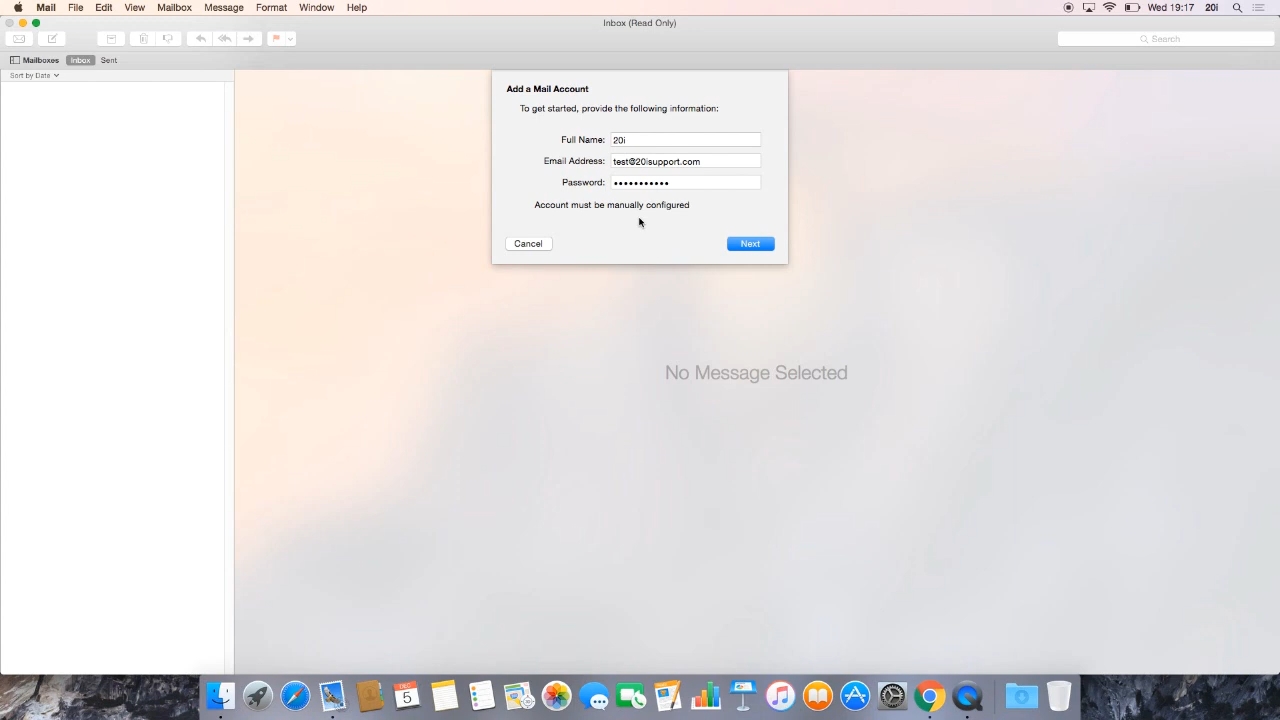 Mail File Edit View Mailbox Message Format Window Help Wed 19:17 20i
Inbox (Read Only)
Search
Mailboxes Inbox Sent
Sort by Date
Add a Mail Account
To get started, provide the following information:
Full Name: 20i
Email Address: test@20isupport.com
Password: •••••••••••
Account must be manually configured
Cancel Next
No Message Selected
DEC
5